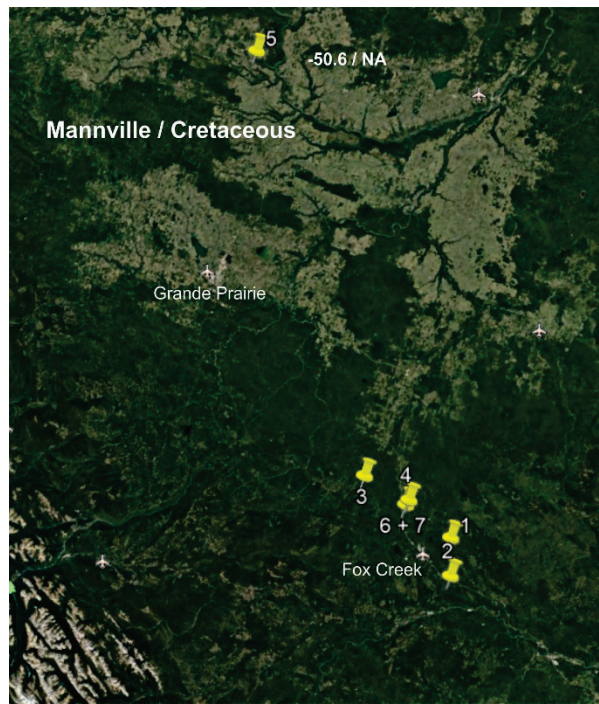 5
-50.6 / NA
Mannville / Cretaceous
Grande Prairie
4
3
6 + 7
1
2
Fox Creek